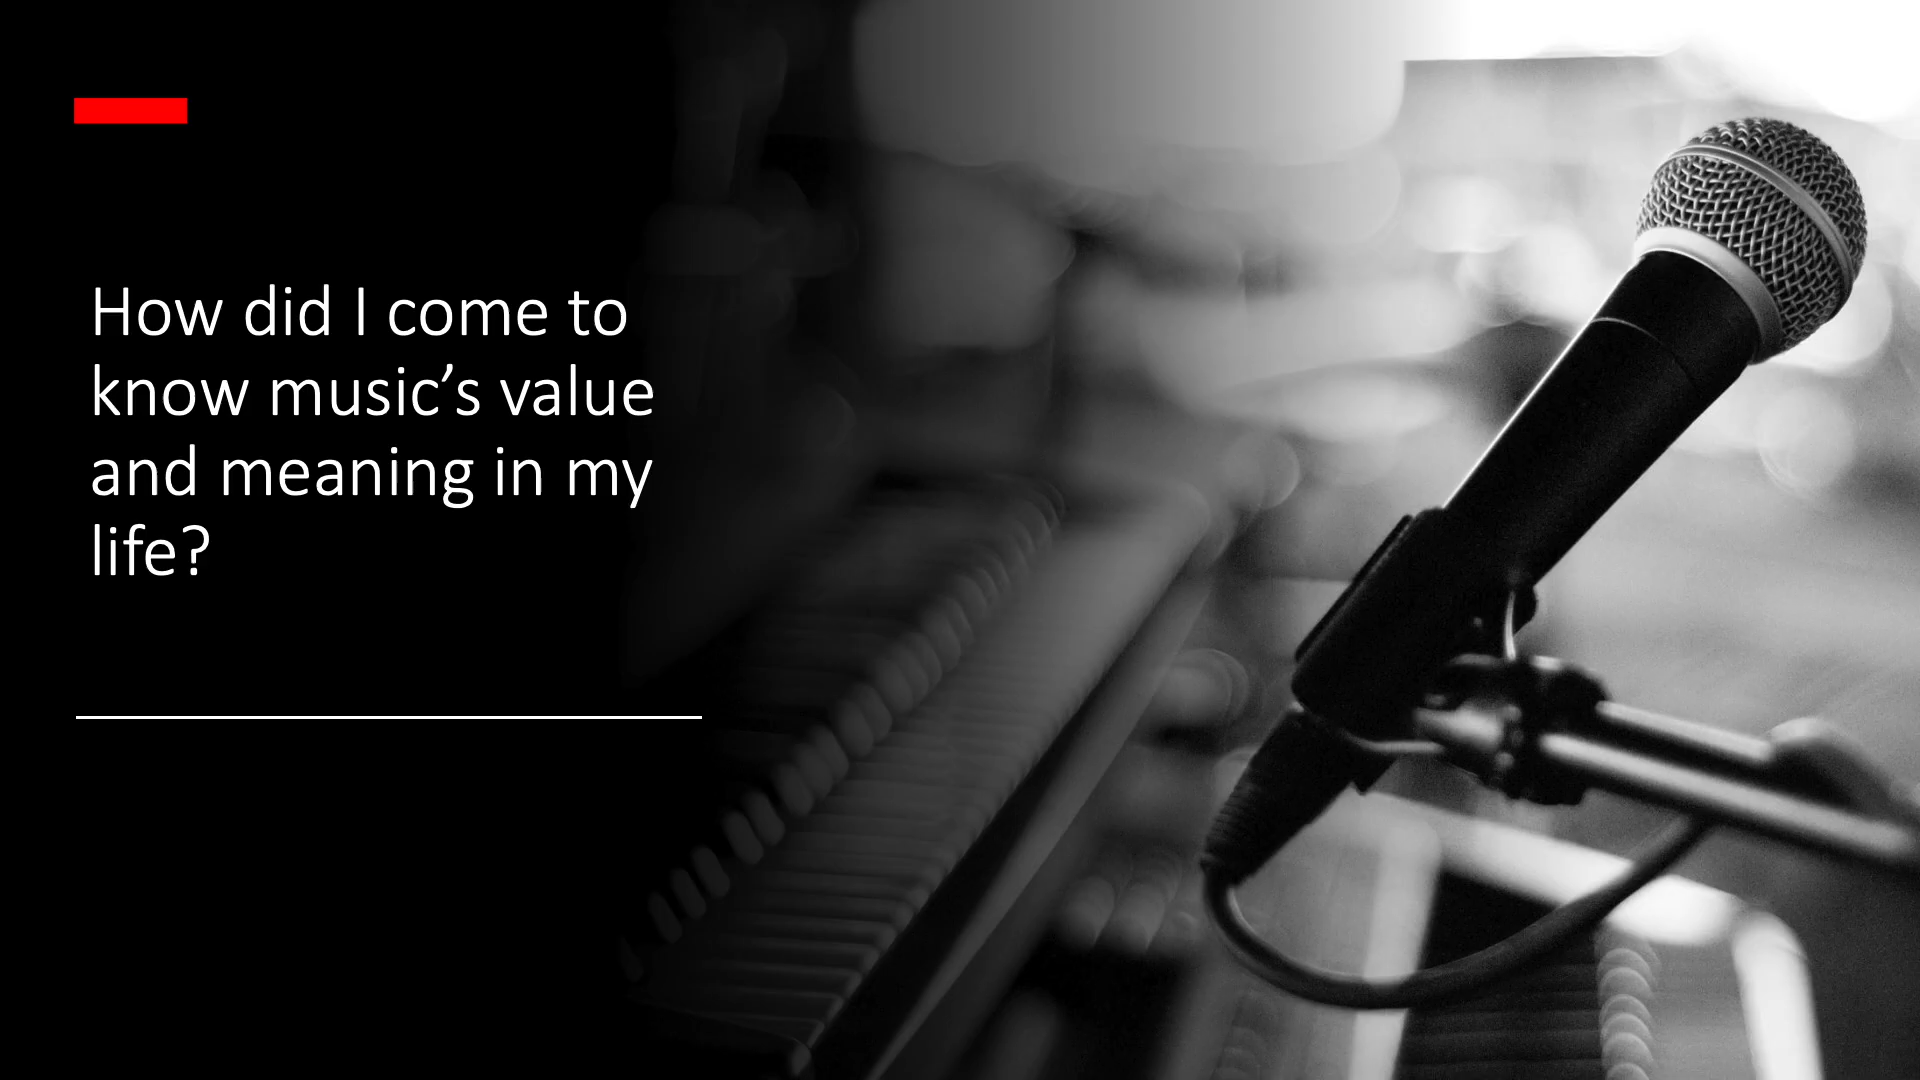 How did I come to
know music’s value
and meaning in my
life?